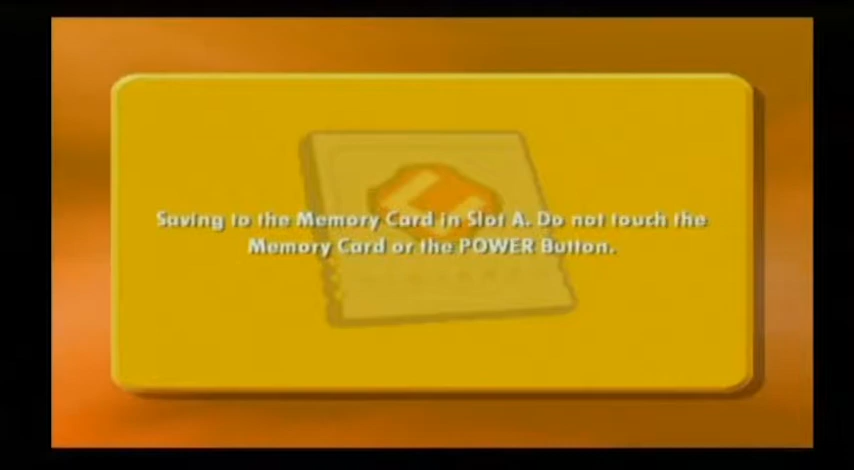 Saving to the Memory Card in Slot A. Do not touch the
Memory Card or the POWER Button.